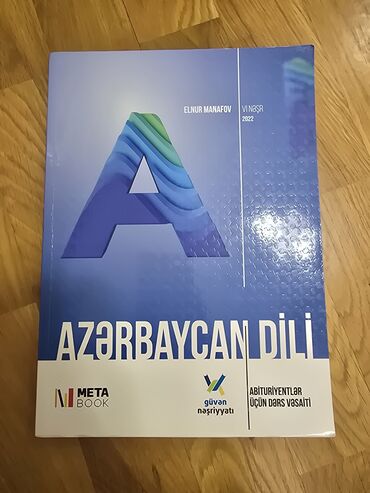 ELNUR MANAFOV
VI NƏŞR
2022
A
AZƏRBAYCAN DİLİ
META
BOOK
güvən
nəşriyyatı
ABİTURİYENTLƏR
ÜÇÜN DƏRS VƏSAİTİ